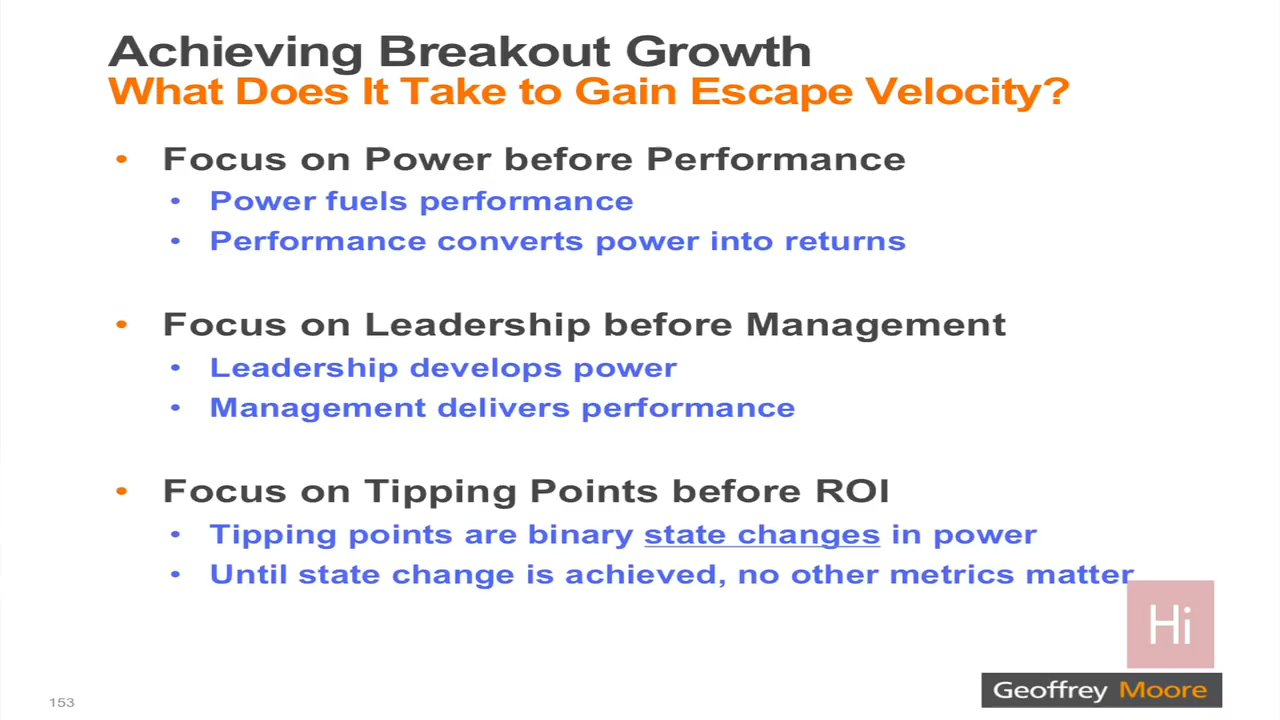 Achieving Breakout Growth
What Does It Take to Gain Escape Velocity?
• Focus on Power before Performance
• Power fuels performance
• Performance converts power into returns
• Focus on Leadership before Management
• Leadership develops power
• Management delivers performance
• Focus on Tipping Points before ROI
• Tipping points are binary state changes in power
• Until state change is achieved, no other metrics matter
Hi
Geoffrey Moore
153